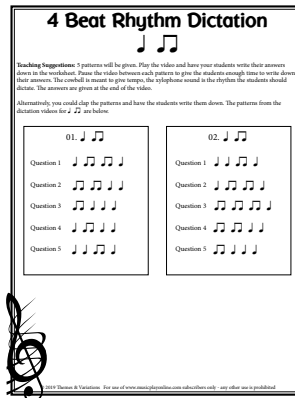 4 Beat Rhythm Dictation
Teaching Suggestions: 5 patterns will be given. Play the video and have your students write their answers
down in the worksheet. Pause the video between each pattern to give the students enough time to write down
their answers. The cowbell is meant to give tempo, the xylophone sound is the rhythm the students should
dictate. The answers are given at the end of the video.
Alternatively, you could clap the patterns and have the students write them down. The patterns from the
dictation videos for ♩ ♫ are below.
01. ♩ ♫
Question 1 ♩ ♫ ♫ ♩
Question 2 ♫ ♫ ♩ ♩
Question 3 ♫ ♩ ♩ ♩
Question 4 ♩ ♫ ♩ ♩
Question 5 ♩ ♫ ♫ ♩
02. ♩ ♫
Question 1 ♩ ♩ ♫ ♩
Question 2 ♩ ♫ ♫ ♩
Question 3 ♫ ♫ ♫ ♩
Question 4 ♫ ♫ ♩ ♩
Question 5 ♫ ♩ ♩ ♩
2019 Themes & Variations For use of www.musicplayonline.com subscribers only - any other use is prohibited